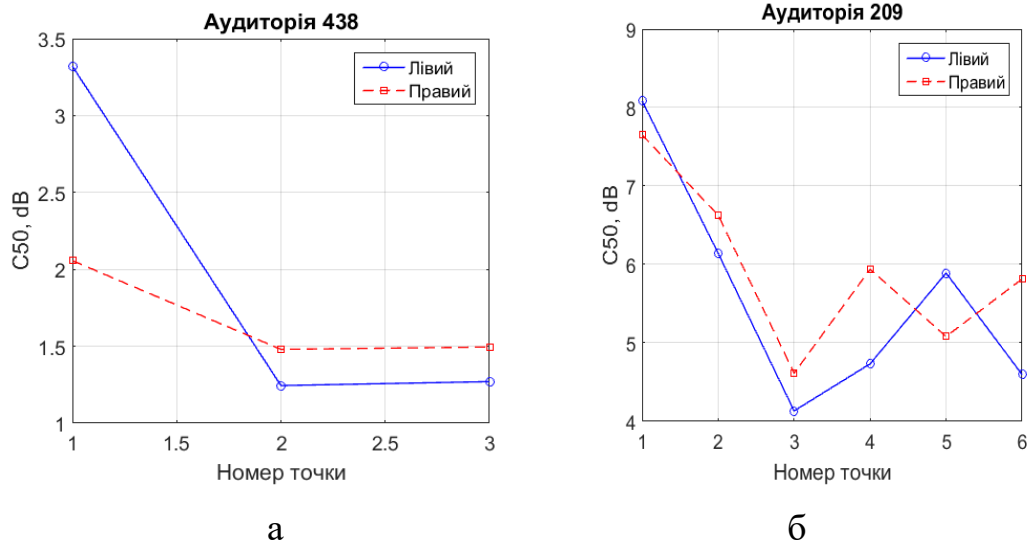 Аудиторія 438
3.5
3
2.5
2
1.5
1
C50, dB
Лівий
Правий
1 1.5 2 2.5 3
Номер точки
а
Аудиторія 209
9
8
7
6
5
4
C50, dB
Лівий
Правий
1 2 3 4 5 6
Номер точки
б